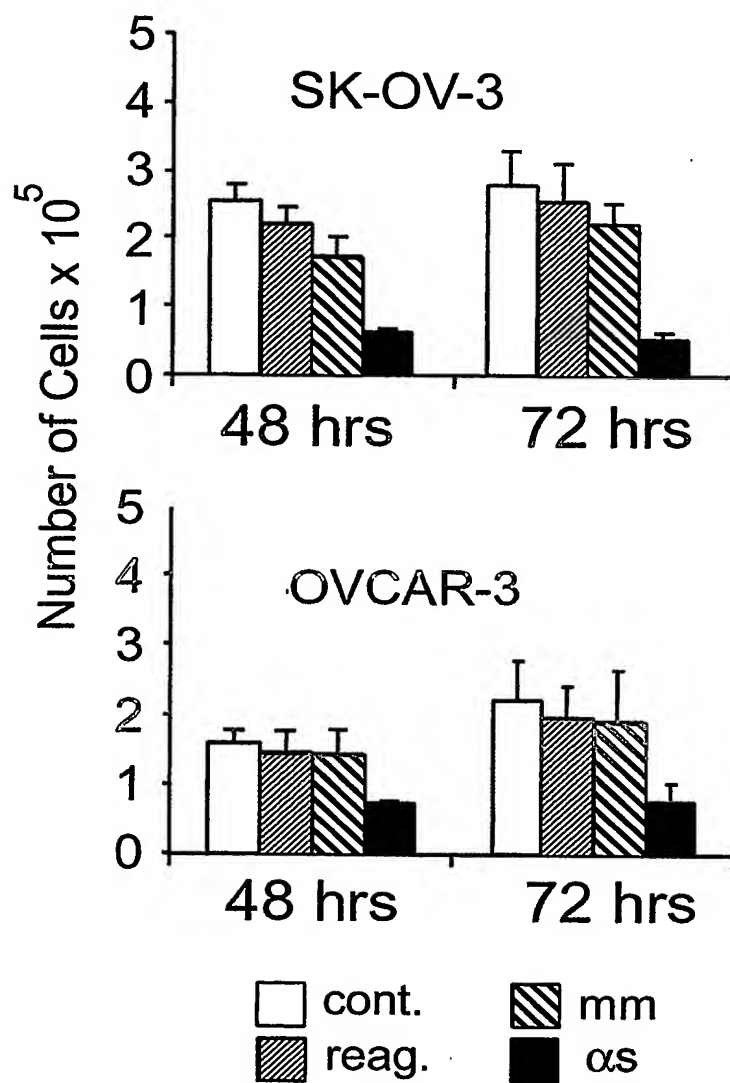 5
SK-OV-3
4
3
2
1
0
48 hrs 72 hrs
Number of Cells x 10^5
5
4
OVCAR-3
3
2
1
0
48 hrs 72 hrs
cont. mm
reag. αs